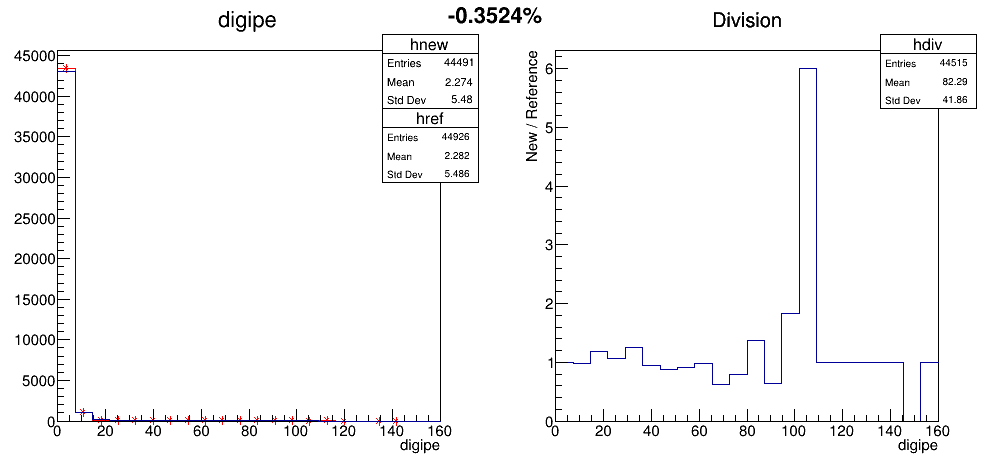 -0.3524%
digipe
hnew
Entries 44491
Mean 2.274
Std Dev 5.48
href
Entries 44926
Mean 2.282
Std Dev 5.486
45000
40000
35000
30000
25000
20000
15000
10000
5000
0
0 20 40 60 80 100 120 140 160
digipe
Division
hdiv
Entries 44515
Mean 82.29
Std Dev 41.86
New / Reference
6
5
4
3
2
1
0
0 20 40 60 80 100 120 140 160
digipe